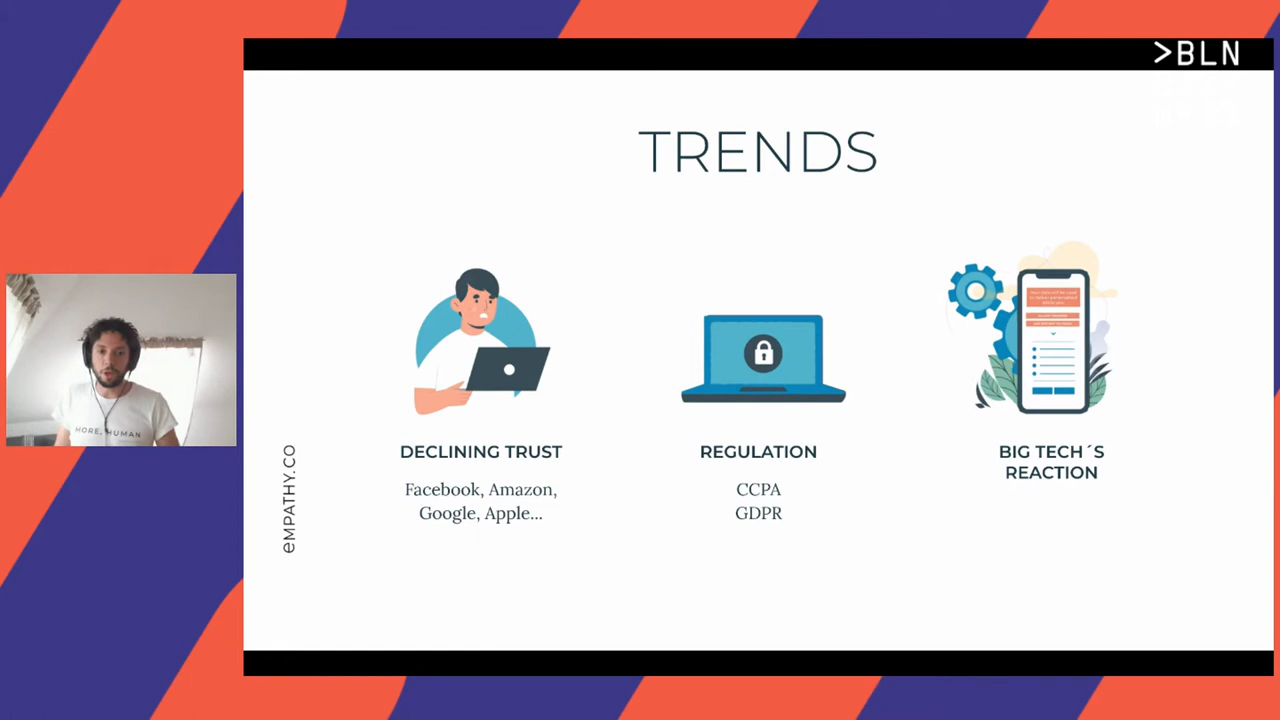 >BLN
TRENDS
DECLINING TRUST
Facebook, Amazon,
Google, Apple...
REGULATION
CCPA
GDPR
BIG TECH´S
REACTION
eMPATHY.CO
MORE, HUMAN